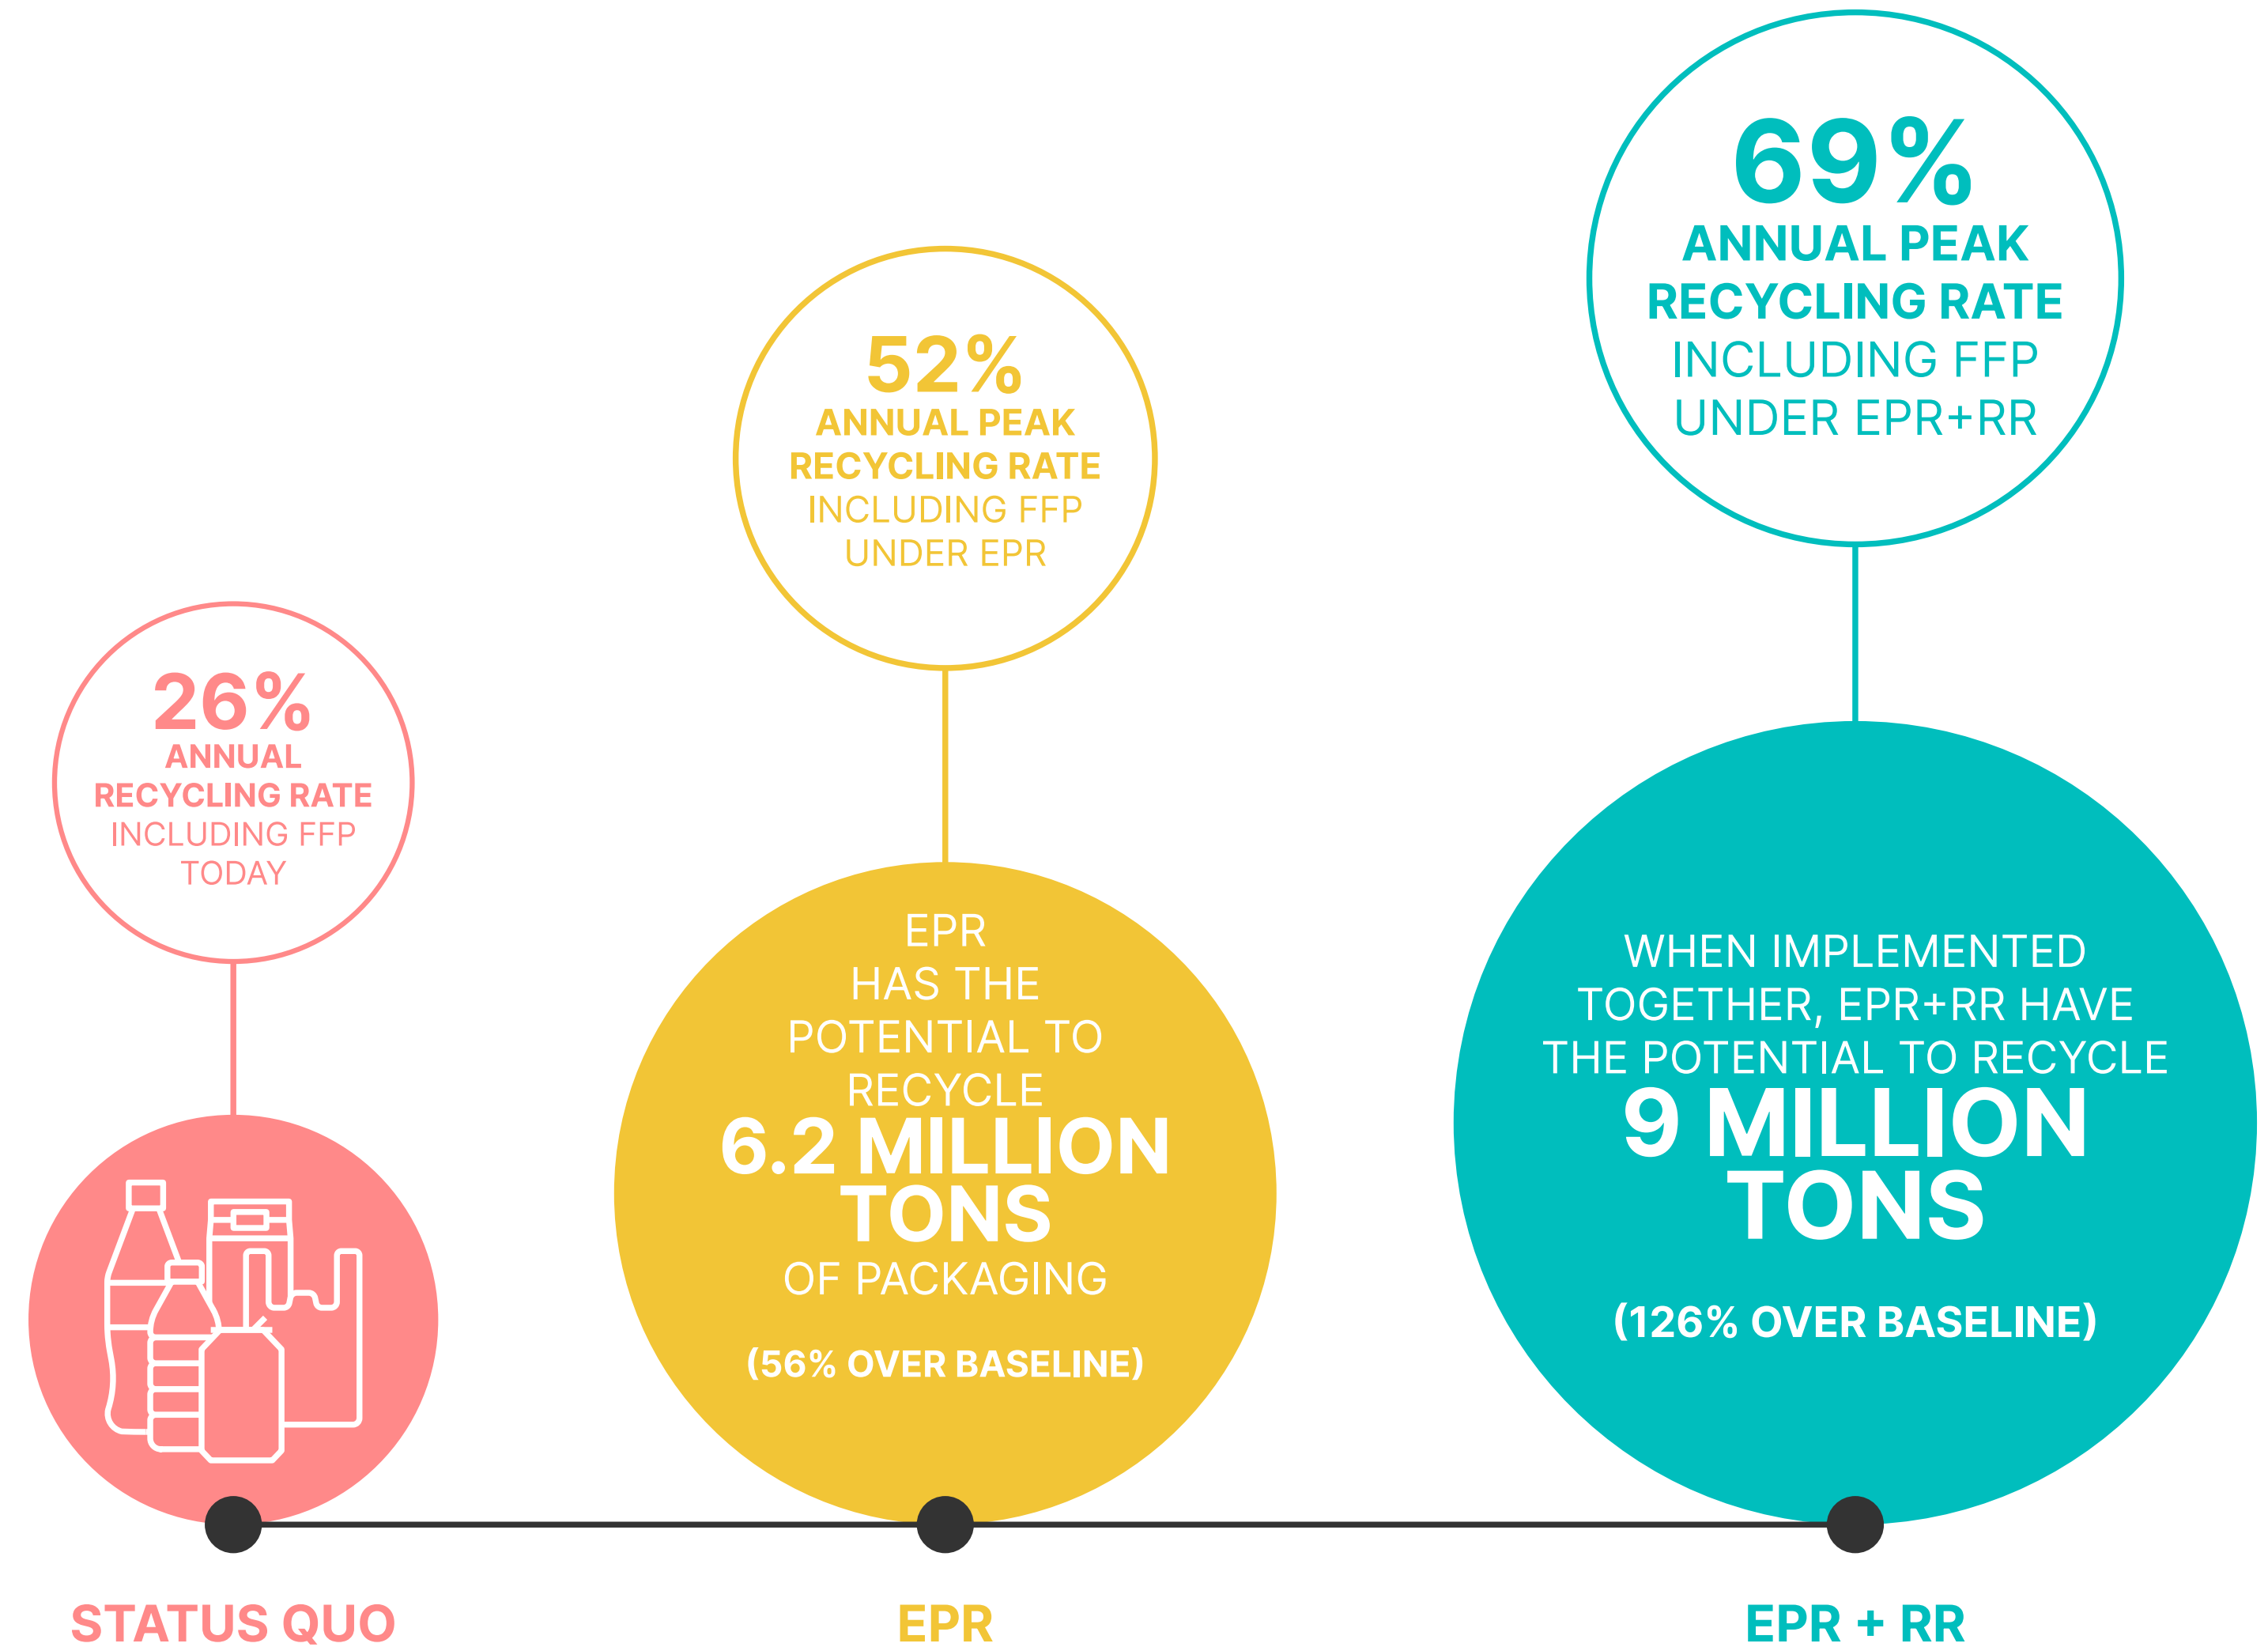 26%
ANNUAL
RECYCLING RATE
INCLUDING FFP
TODAY
STATUS QUO
52%
ANNUAL PEAK
RECYCLING RATE
INCLUDING FFP
UNDER EPR
EPR
HAS THE
POTENTIAL TO
RECYCLE
6.2 MILLION
TONS
OF PACKAGING
(56% OVER BASELINE)
EPR
69%
ANNUAL PEAK
RECYCLING RATE
INCLUDING FFP
UNDER EPR+RR
WHEN IMPLEMENTED
TOGETHER, EPR+RR HAVE
THE POTENTIAL TO RECYCLE
9 MILLION
TONS
(126% OVER BASELINE)
EPR + RR